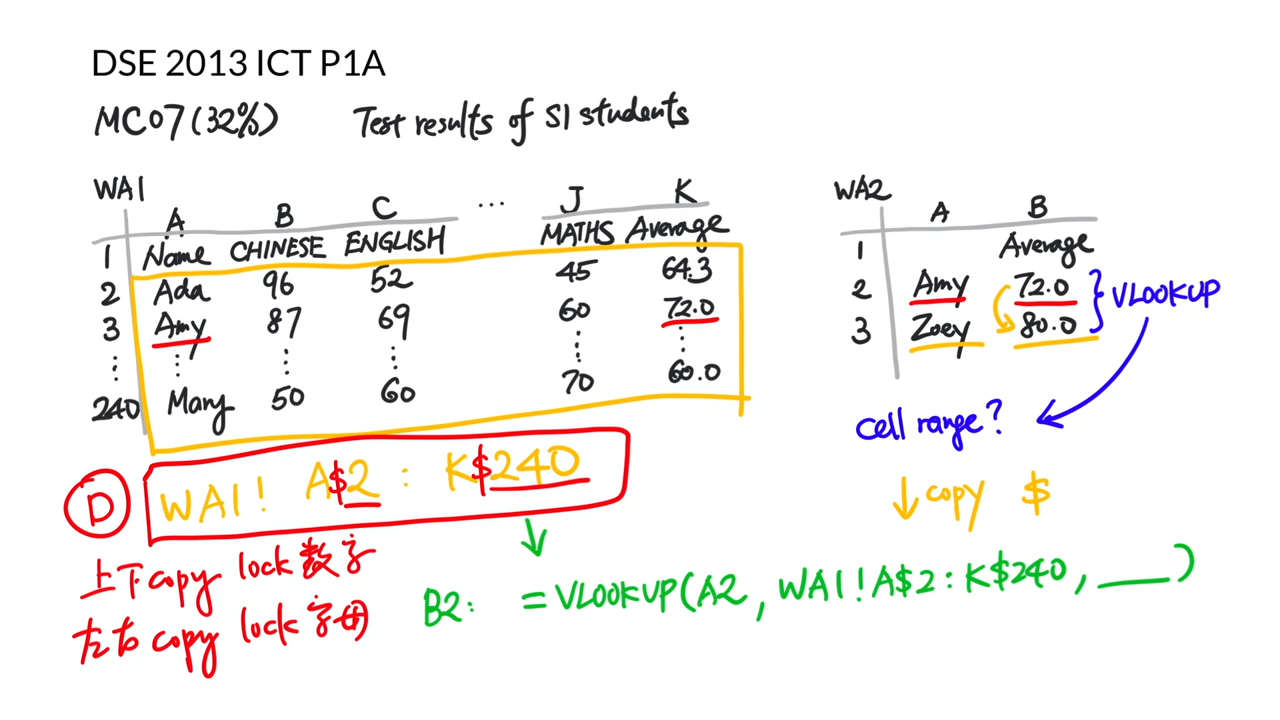 DSE 2013 ICT P1A
MC07 (32%) Test results of S1 students
WA1
A B C ... J K
1 Name CHINESE ENGLISH MATHS Average
2 Ada 96 52 45 64.3
3 Amy 87 69 60 72.0
⋮ ⋮ ⋮ ⋮ ⋮ ⋮
240 Mary 50 60 70 60.0
WA2
A B
1 Average
2 Amy 72.0
3 Zoey 80.0
} VLOOKUP
cell range?
↓ copy $
D WA1! A$2 : K$240
上下copy lock 数字
左右copy lock 字母
B2: =VLOOKUP(A2, WA1!A$2:K$240, ___)